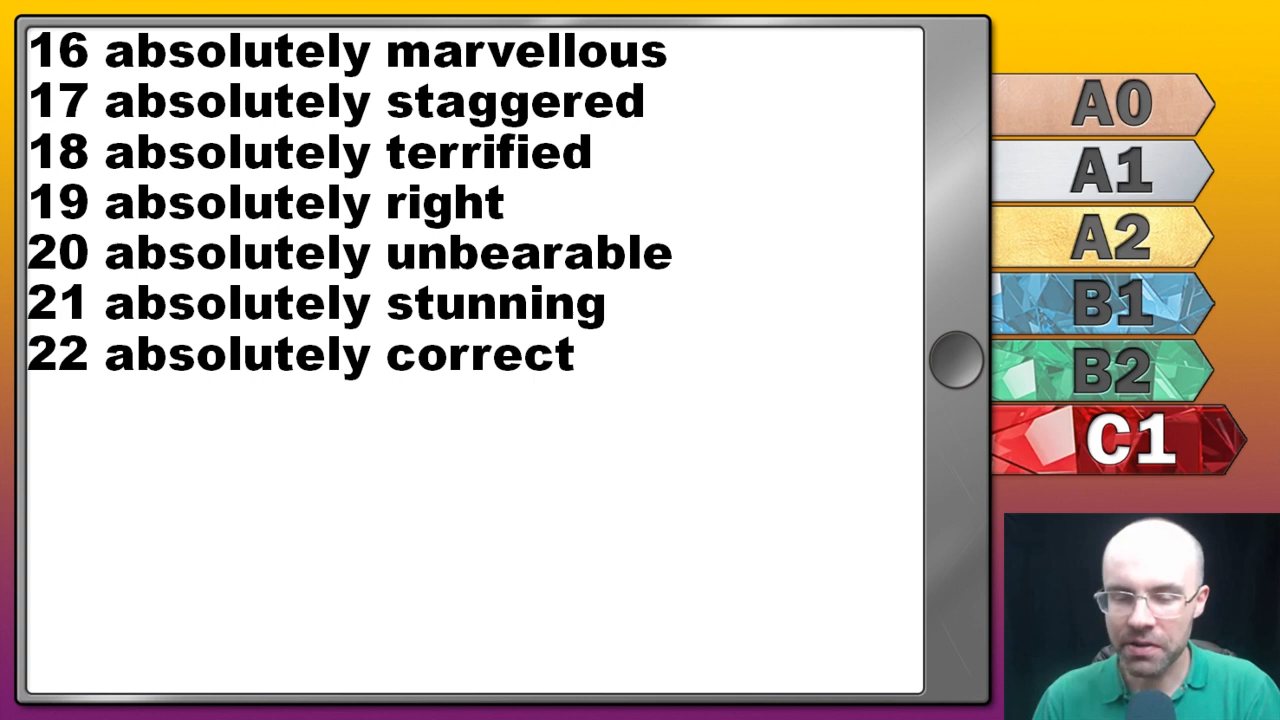 16 absolutely marvellous
17 absolutely staggered
18 absolutely terrified
19 absolutely right
20 absolutely unbearable
21 absolutely stunning
22 absolutely correct
A0
A1
A2
B1
B2
C1